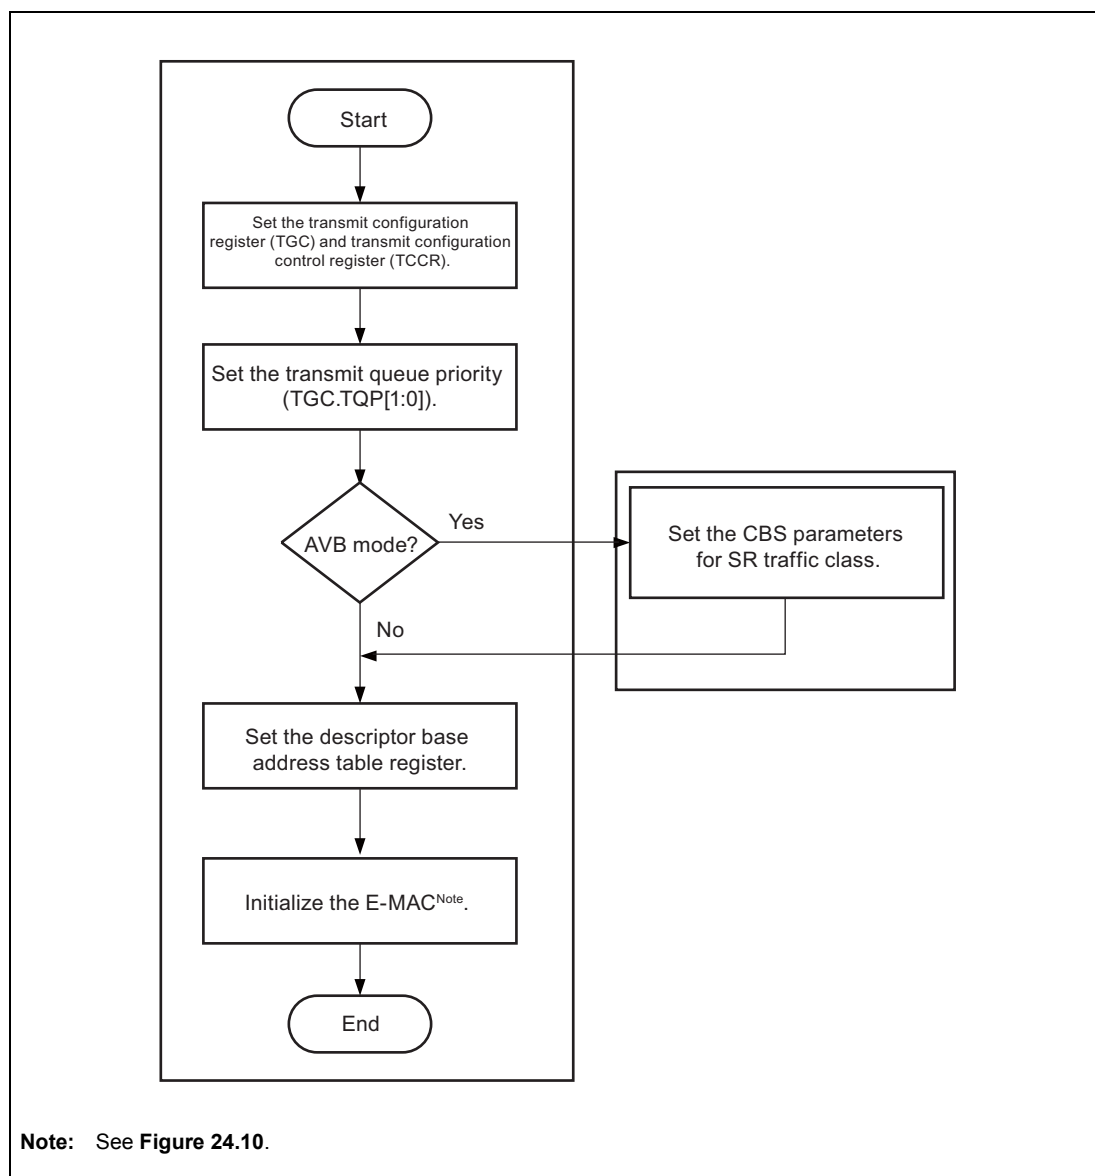 Start
Set the transmit configuration
register (TGC) and transmit configuration
control register (TCCR).
Set the transmit queue priority
(TGC.TQP[1:0]).
AVB mode?
Yes
Set the CBS parameters
for SR traffic class.
No
Set the descriptor base
address table register.
Initialize the E-MACNote.
End
Note: See Figure 24.10.